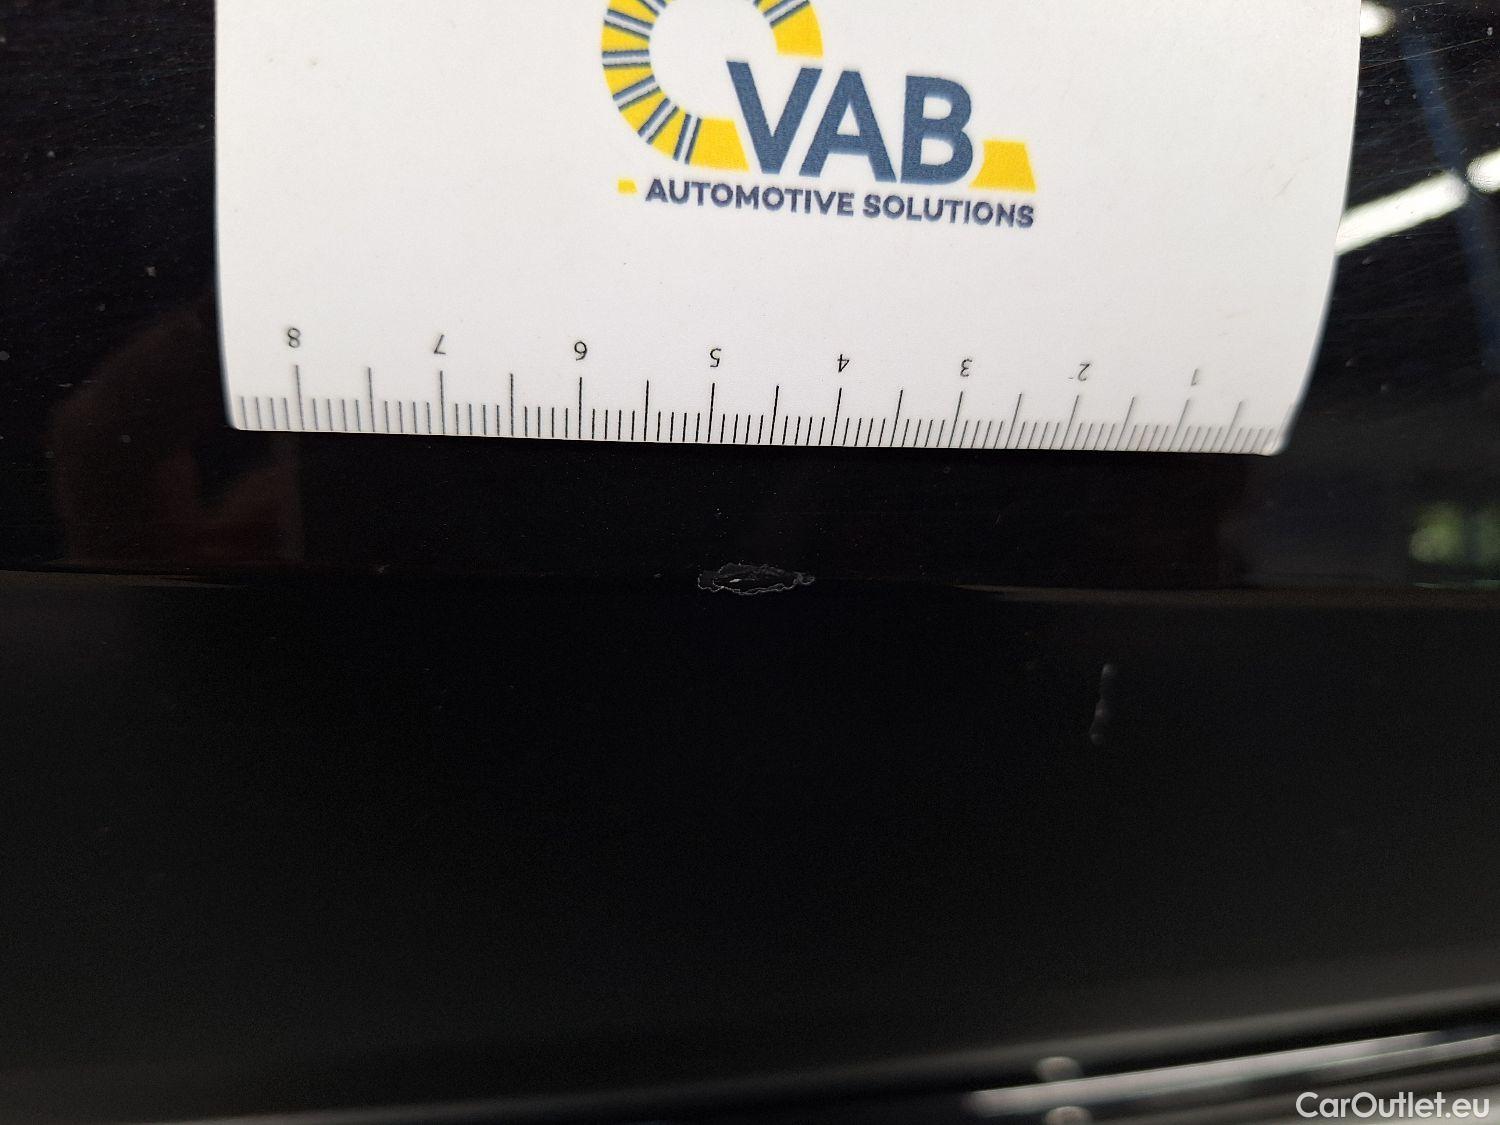 VAB
AUTOMOTIVE SOLUTIONS
8 7 6 5 4 3 2 1
CarOutlet.eu